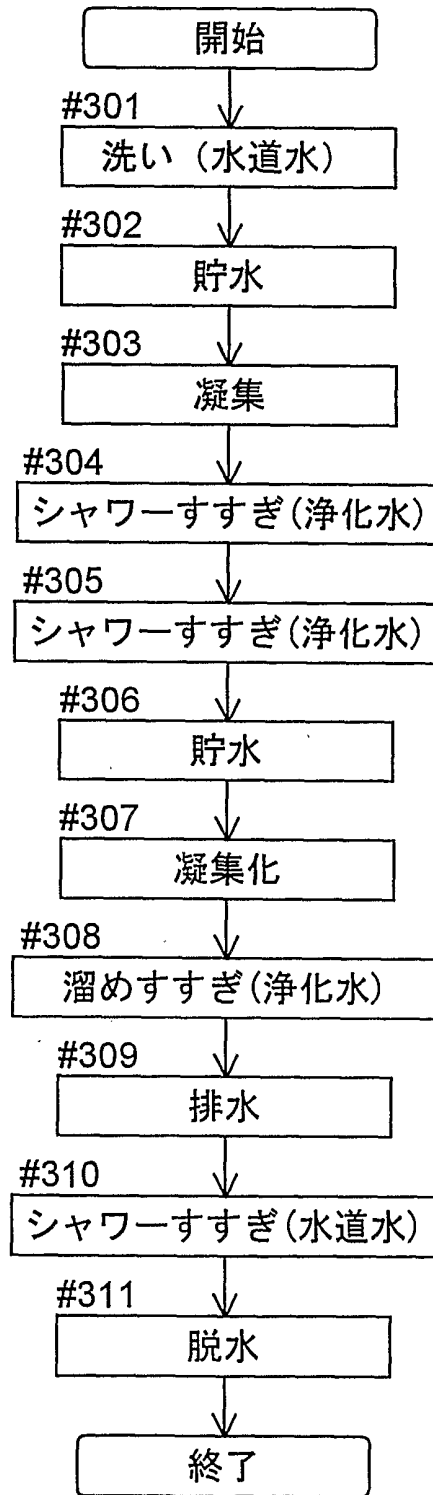 開始
#301
洗い（水道水）
#302
貯水
#303
凝集
#304
シャワーすすぎ(浄化水)
#305
シャワーすすぎ(浄化水)
#306
貯水
#307
凝集化
#308
溜めすすぎ(浄化水)
#309
排水
#310
シャワーすすぎ(水道水)
#311
脱水
終了